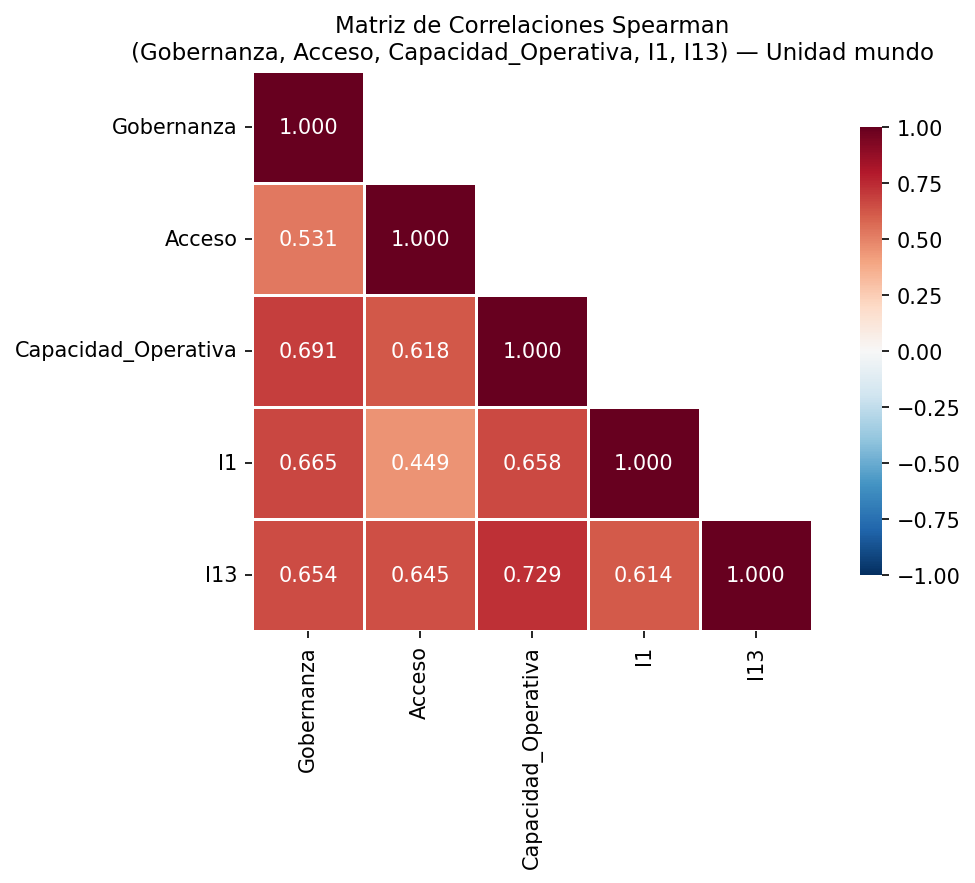 Matriz de Correlaciones Spearman
(Gobernanza, Acceso, Capacidad_Operativa, I1, I13) — Unidad mundo
Gobernanza
1.000
Acceso
0.531
1.000
Capacidad_Operativa
0.691
0.618
1.000
I1
0.665
0.449
0.658
1.000
I13
0.654
0.645
0.729
0.614
1.000
Gobernanza
Acceso
Capacidad_Operativa
I1
I13
1.00
0.75
0.50
0.25
0.00
−0.25
−0.50
−0.75
−1.00